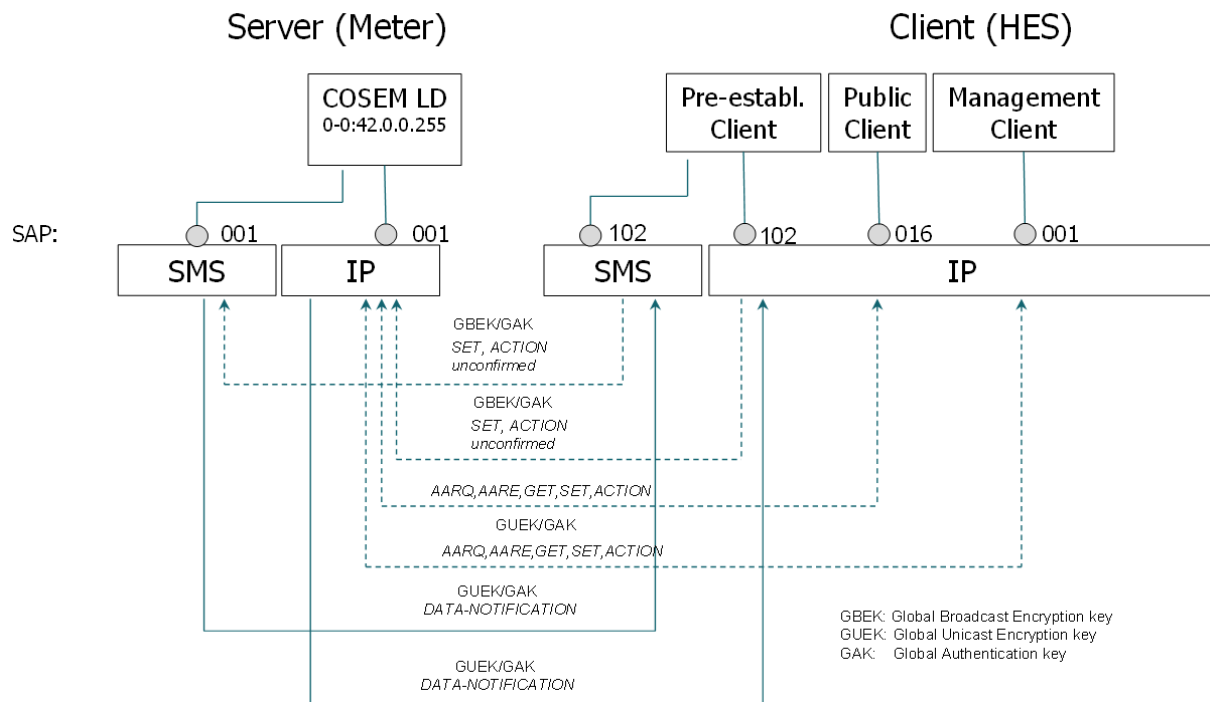 Server (Meter)
Client (HES)
COSEM LD
0-0:42.0.0.255
Pre-establ.
Client
Public
Client
Management
Client
SAP:
001
001
102
102
016
001
SMS
IP
SMS
IP
GBEK/GAK
SET, ACTION
unconfirmed
GBEK/GAK
SET, ACTION
unconfirmed
AARQ,AARE,GET,SET,ACTION
GUEK/GAK
AARQ,AARE,GET,SET,ACTION
GUEK/GAK
DATA-NOTIFICATION
GUEK/GAK
DATA-NOTIFICATION
GBEK: Global Broadcast Encryption key
GUEK: Global Unicast Encryption key
GAK: Global Authentication key